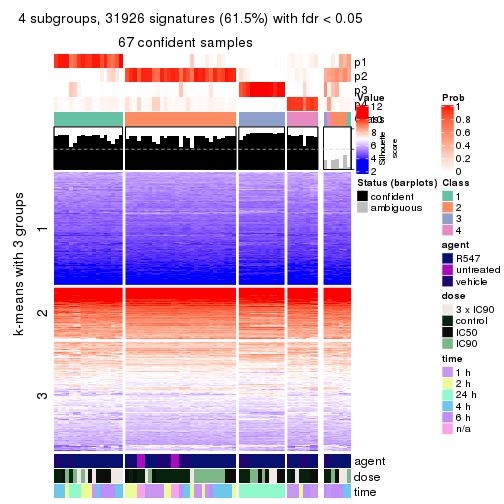 4 subgroups, 31926 signatures (61.5%) with fdr < 0.05
67 confident samples
p1
p2
p3
k-means with 3 groups
1
2
3
Silhouette
score
Value
12
10
8
6
4
2
Status (barplots)
confident
ambiguous
Prob
1
0.8
0.6
0.4
0.2
0
Class
1
2
3
4
agent
R547
untreated
vehicle
dose
3 x IC90
control
IC50
IC90
time
1 h
2 h
24 h
4 h
6 h
n/a
agent
dose
time